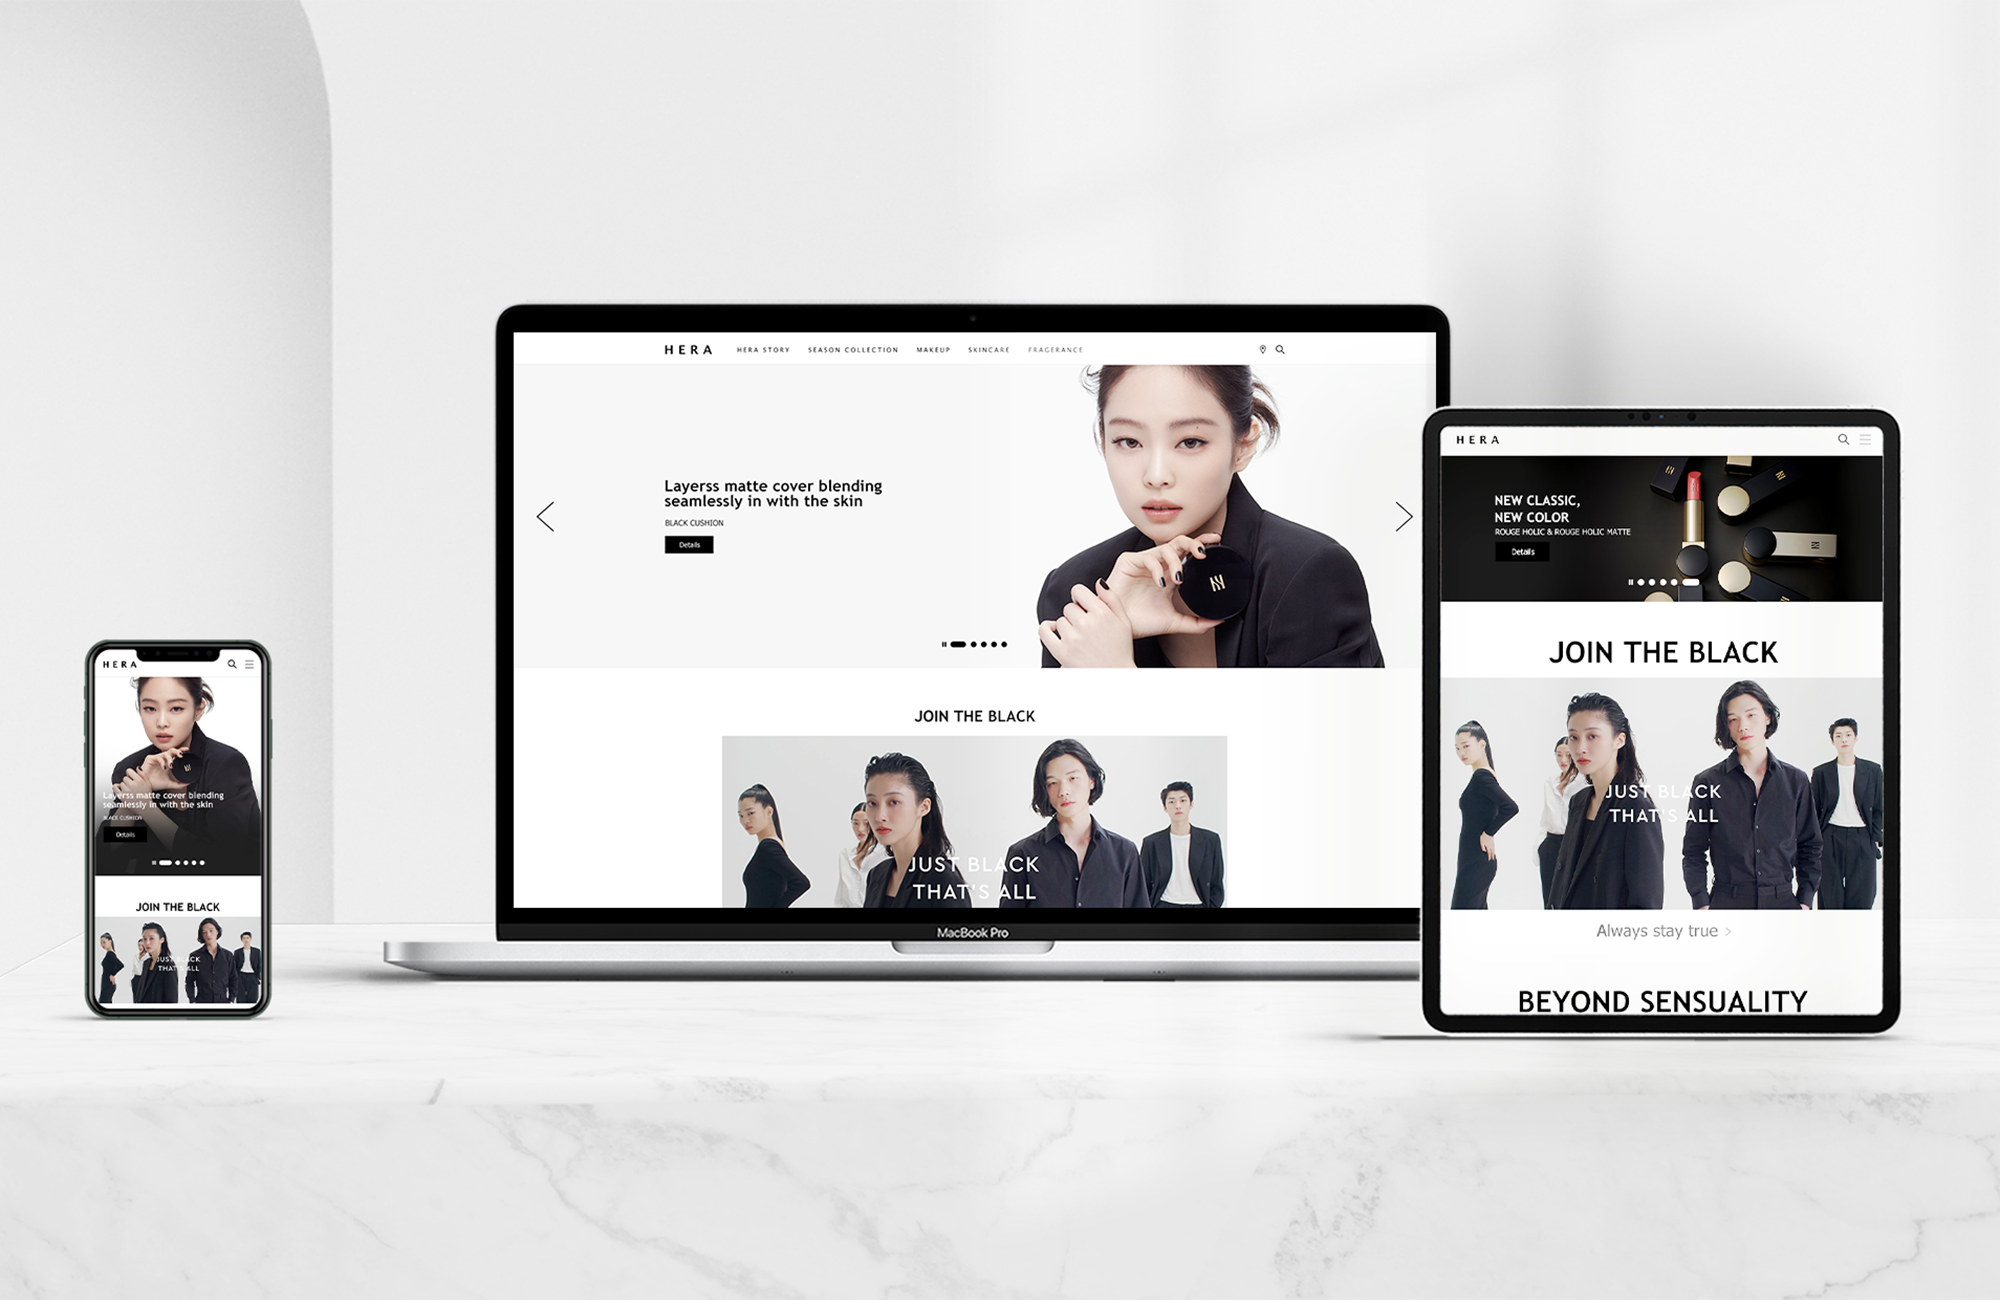 HERA
Layerss matte cover blending
seamlessly in with the skin
BLACK CUSHION
Details
JOIN THE BLACK
JUST BLACK
THAT'S ALL
HERA HERA STORY SEASON COLLECTION MAKEUP SKINCARE FRAGERANCE
Layerss matte cover blending
seamlessly in with the skin
BLACK CUSHION
Details
JOIN THE BLACK
JUST BLACK
THAT'S ALL
MacBook Pro
HERA
NEW CLASSIC,
NEW COLOR
ROUGE HOLIC & ROUGE HOLIC MATTE
Details
JOIN THE BLACK
JUST BLACK
THAT'S ALL
Always stay true >
BEYOND SENSUALITY